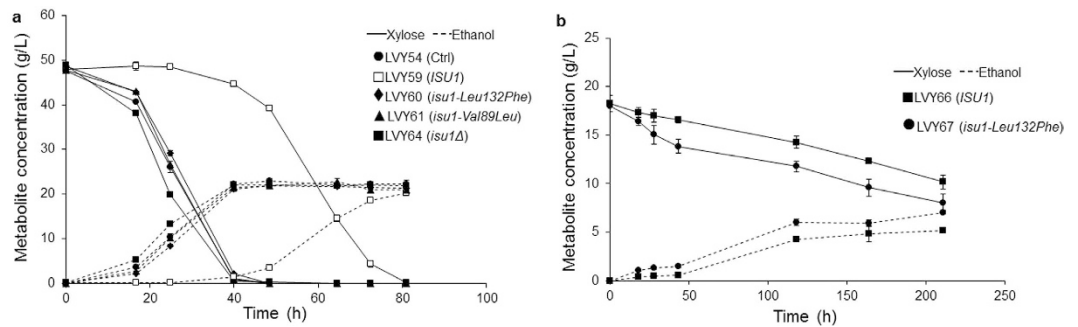 a
Metabolite concentration (g/L)
60
50
40
30
20
10
0
0 20 40 60 80 100
Time (h)
Xylose Ethanol
LVY54 (Ctrl)
LVY59 (ISU1)
LVY60 (isu1-Leu132Phe)
LVY61 (isu1-Val89Leu)
LVY64 (isu1Δ)
b
Metabolite concentration (g/L)
25
20
15
10
5
0
0 50 100 150 200 250
Time (h)
Xylose Ethanol
LVY66 (ISU1)
LVY67 (isu1-Leu132Phe)